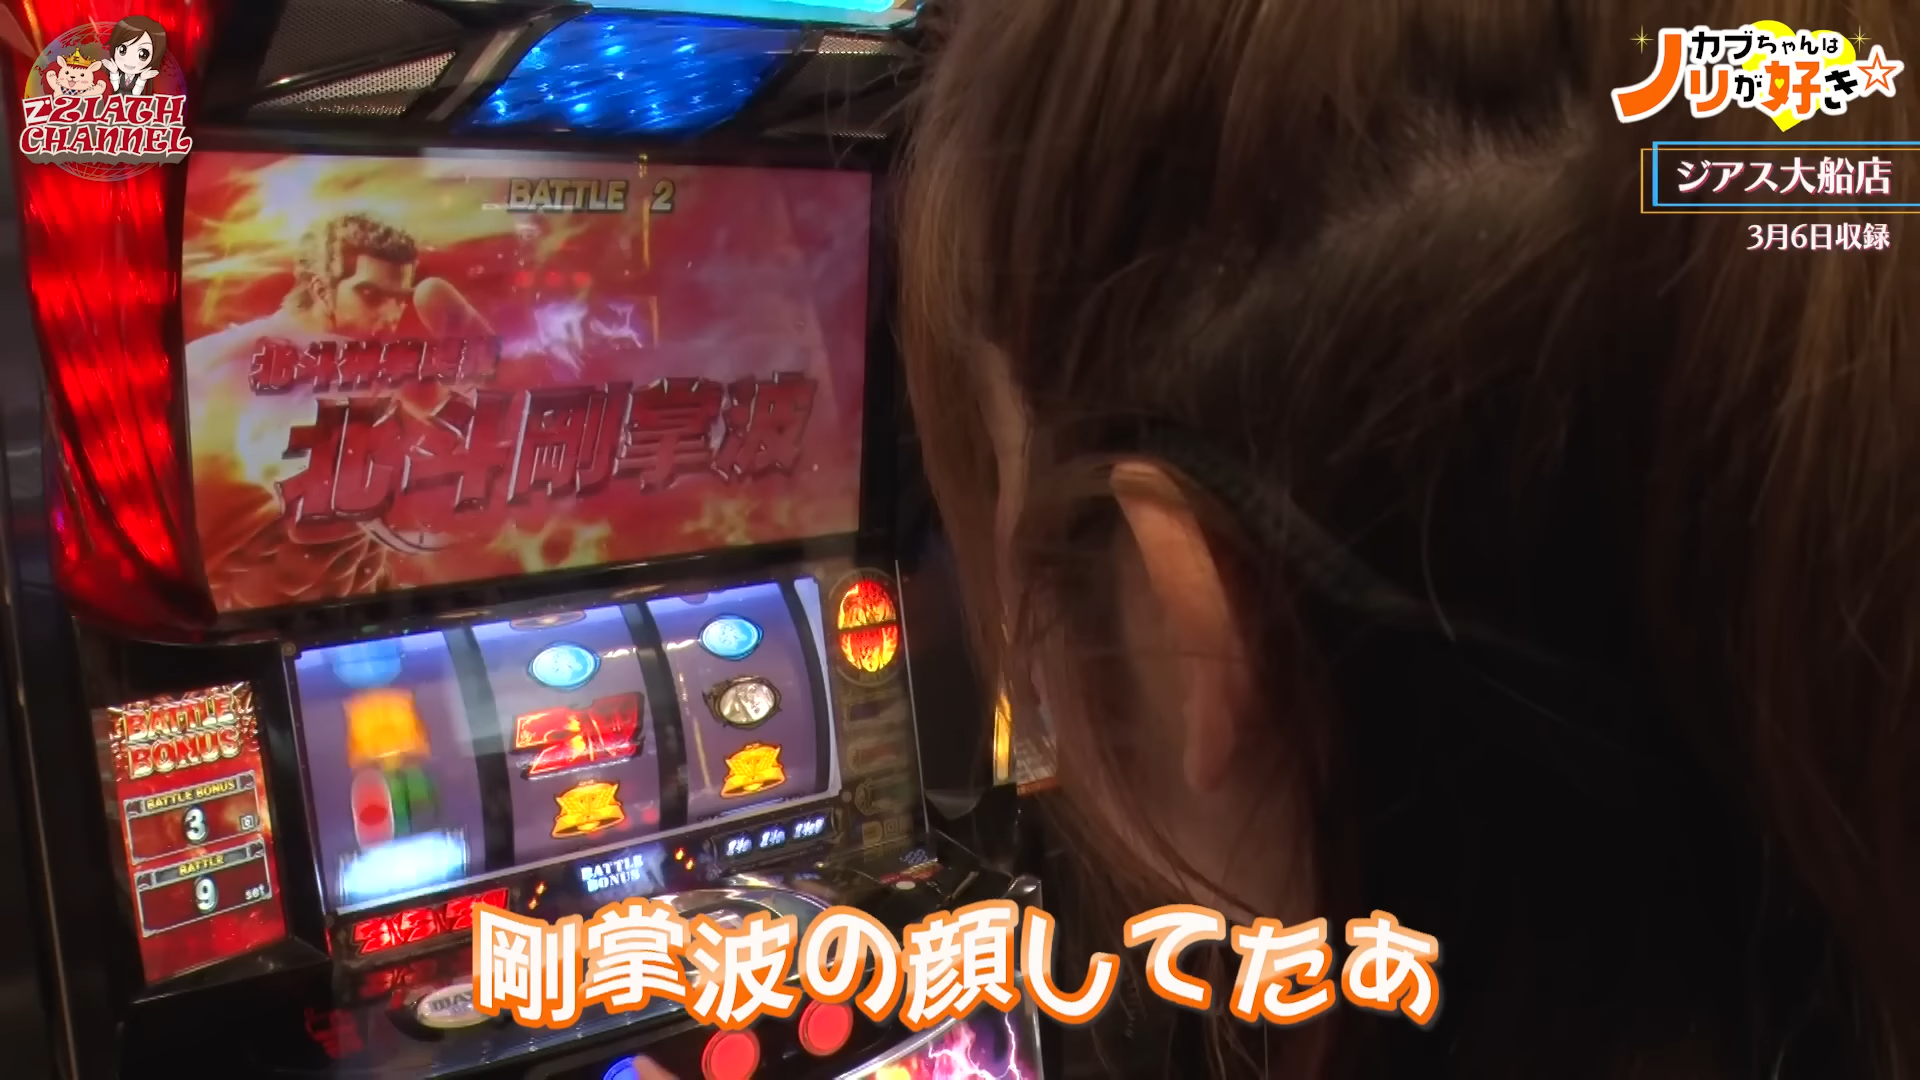 ZZIATH
CHANNEL
カブちゃんは
ノリが好き☆
ジアス大船店
3月6日収録
BATTLE 2
北斗剛掌波
BATTLE
BONUS
BATTLE BONUS
3
BATTLE
9 set
BATTLE
BONUS
剛掌波の顔してたぁ